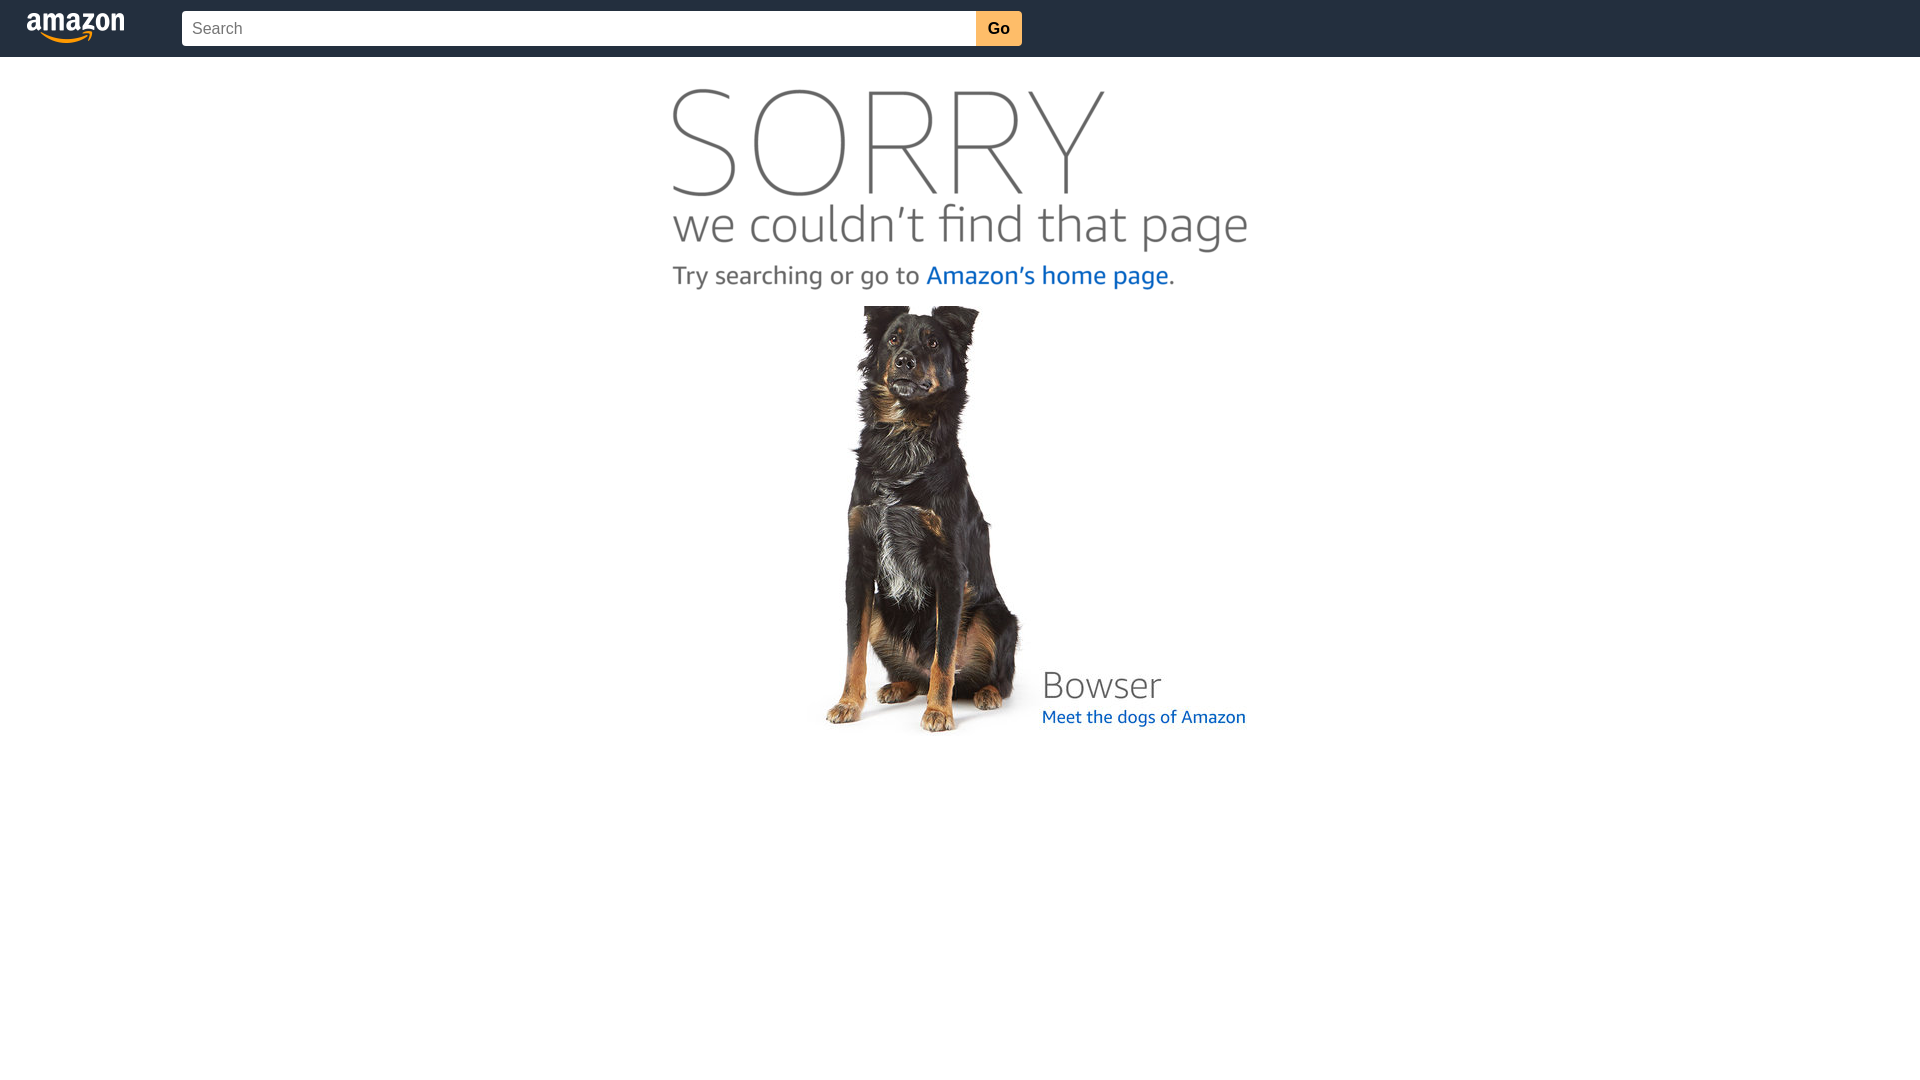 amazon
Search
Go
SORRY
we couldn't find that page
Try searching or go to Amazon's home page.
Bowser
Meet the dogs of Amazon